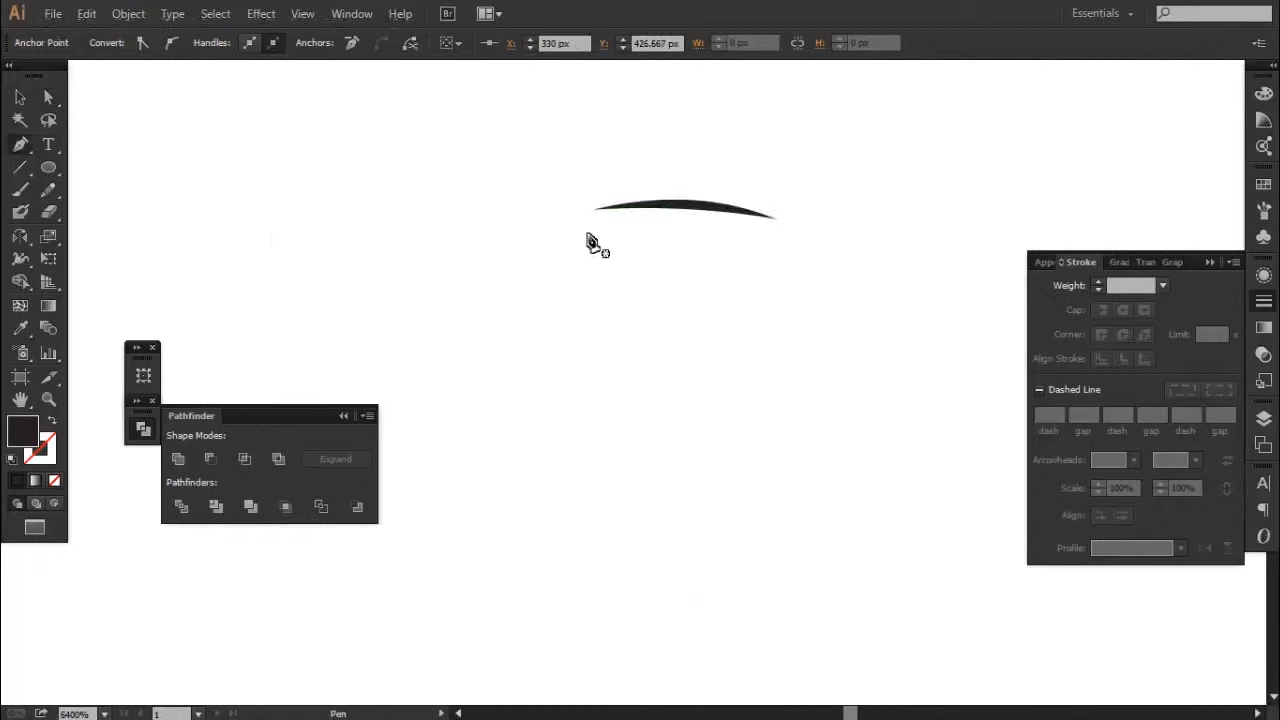 Ai File Edit Object Type Select Effect View Window Help Br Essentials
Anchor Point Convert: Handles: Anchors: X: 330 px Y: 426.667 px W: 0 px H: 0 px
T
Appe Stroke Grad Tran Grap
Weight:
Cap:
Corner: Limit: x
Align Stroke:
Dashed Line
dash gap dash gap dash gap
Arrowheads:
Scale: 100% 100%
Align:
Profile:
Pathfinder
Shape Modes:
Expand
Pathfinders:
A
6400% 1 Pen